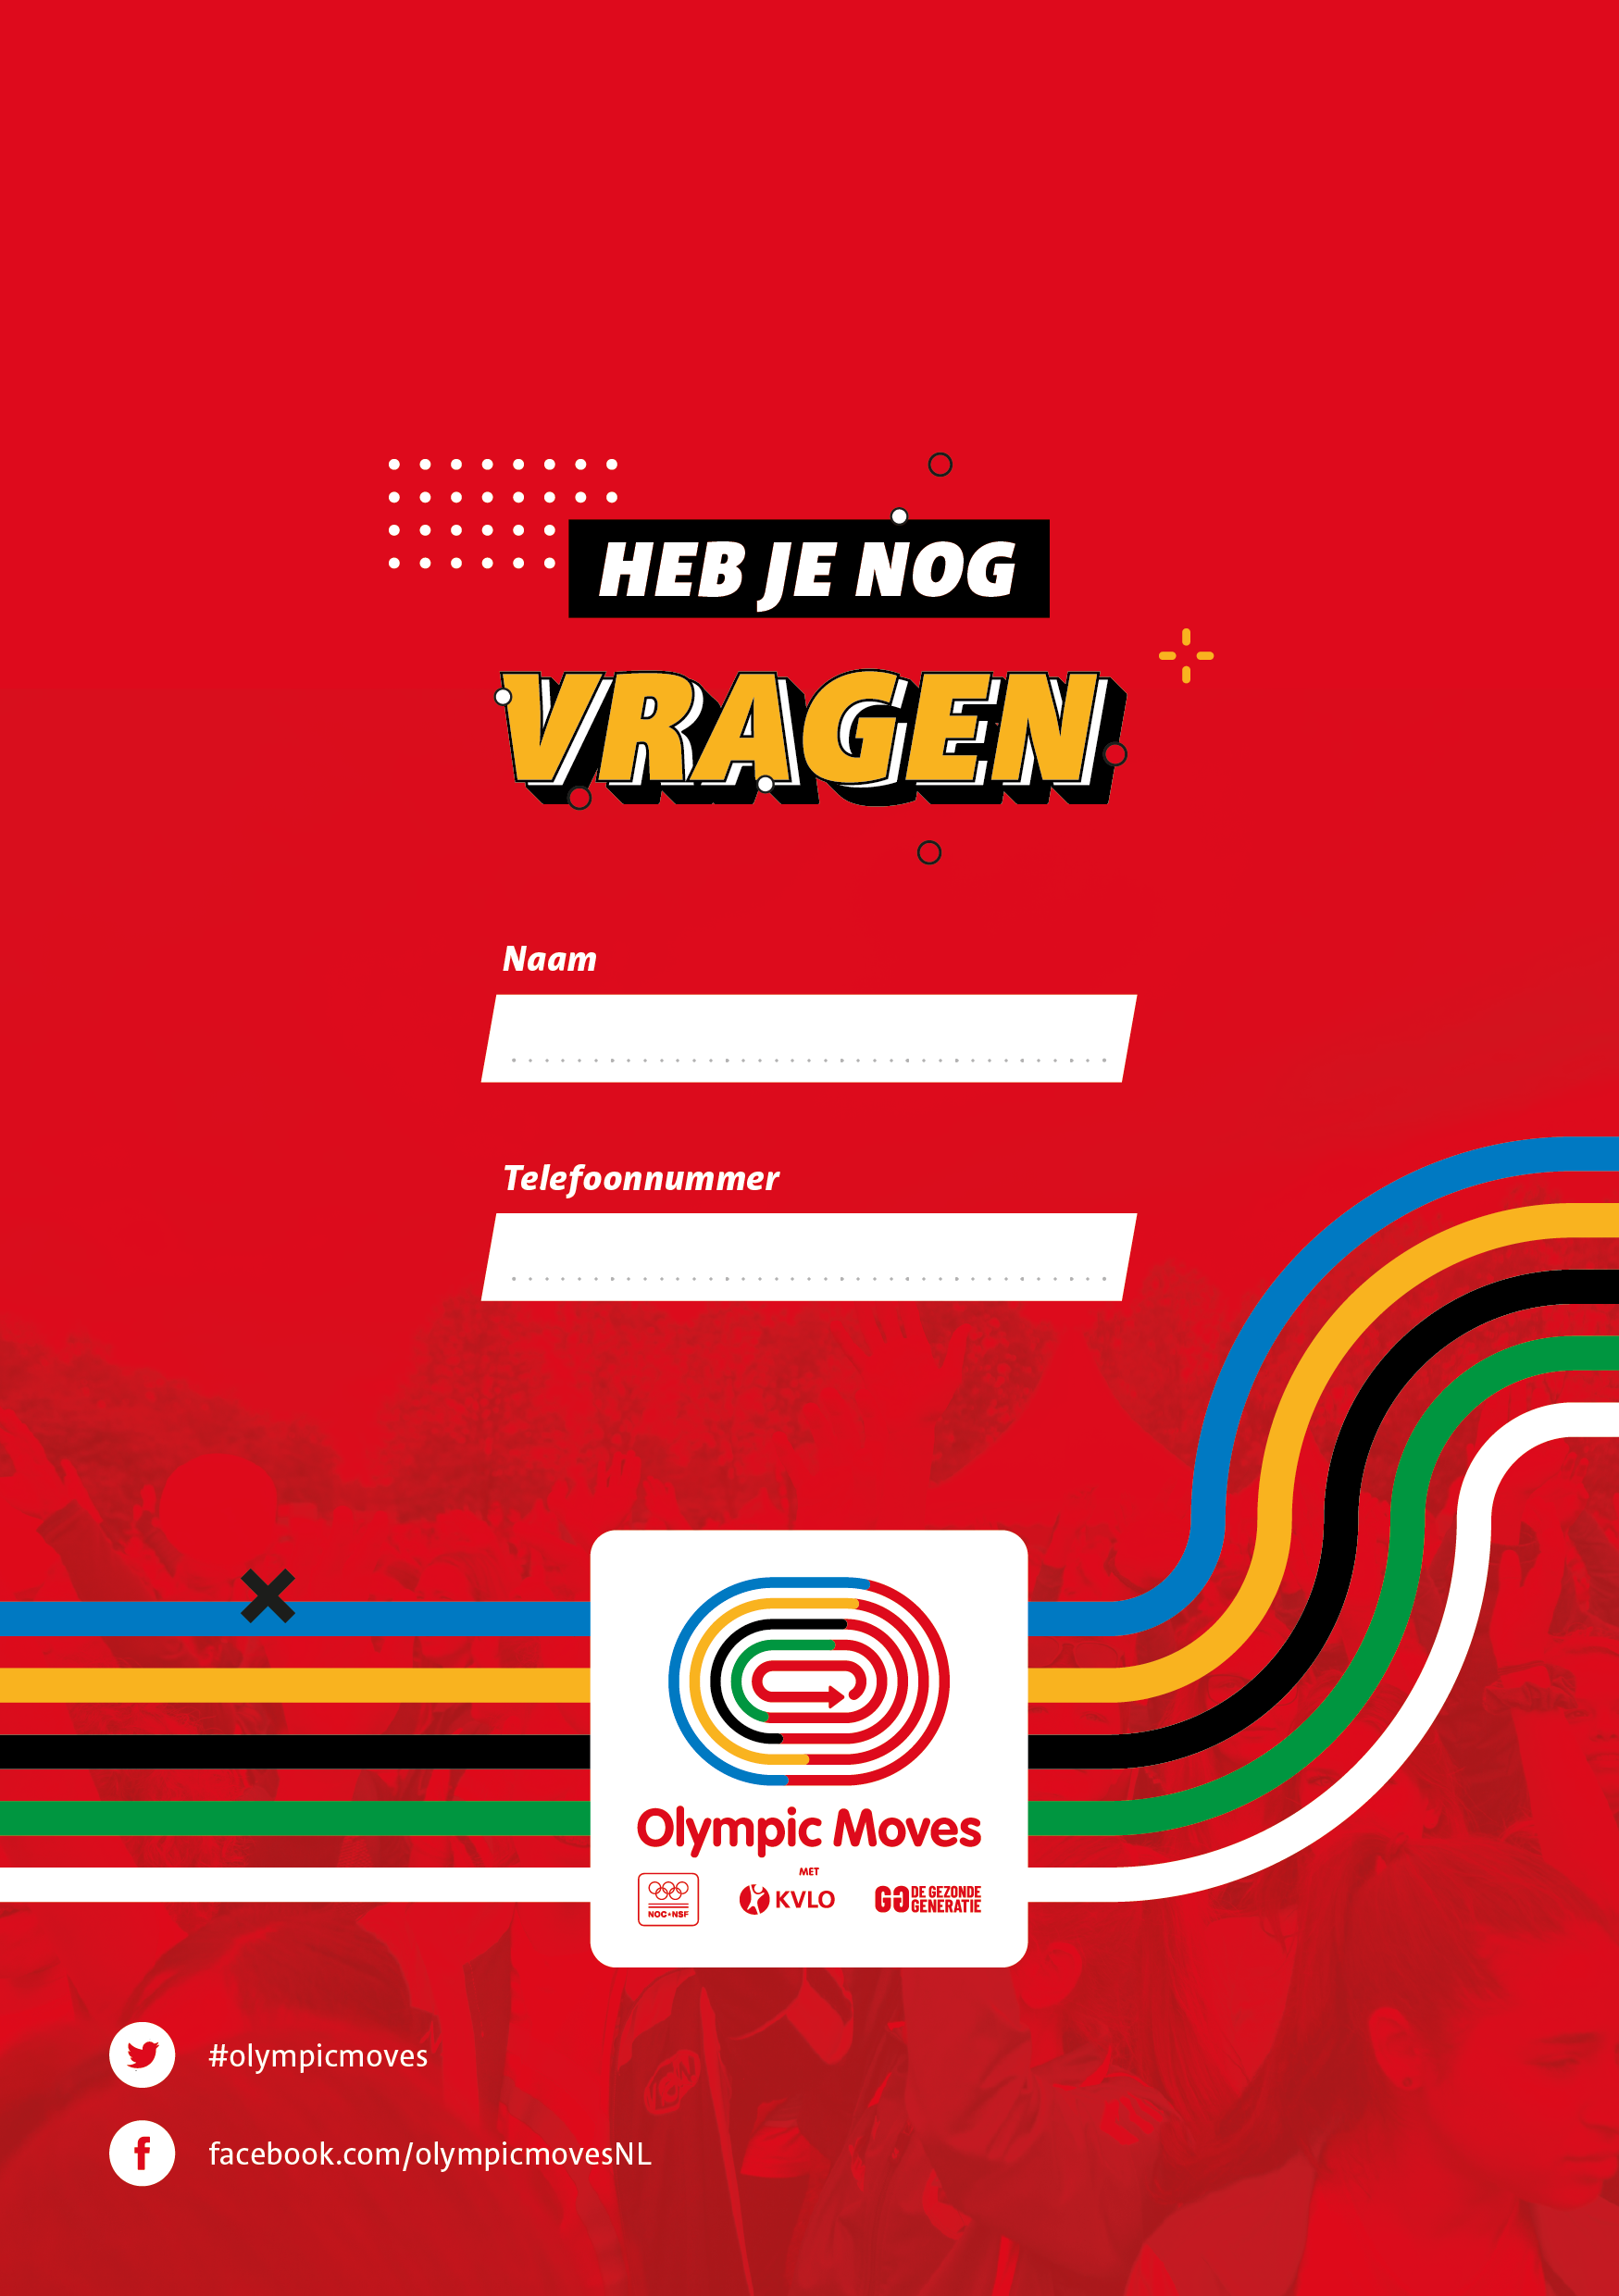 HEB JE NOG
VRAGEN
Naam
Telefoonnummer
Olympic Moves
MET
NOC*NSF
KVLO
GG DE GEZONDE
GENERATIE
#olympicmoves
facebook.com/olympicmovesNL